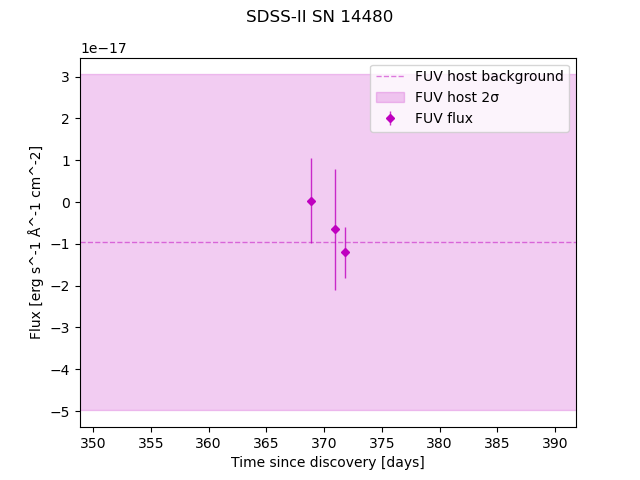 SDSS-II SN 14480
1e−17
FUV host background
FUV host 2σ
FUV flux
3
2
1
0
−1
−2
−3
−4
−5
Flux [erg s^-1 Å^-1 cm^-2]
350 355 360 365 370 375 380 385 390
Time since discovery [days]